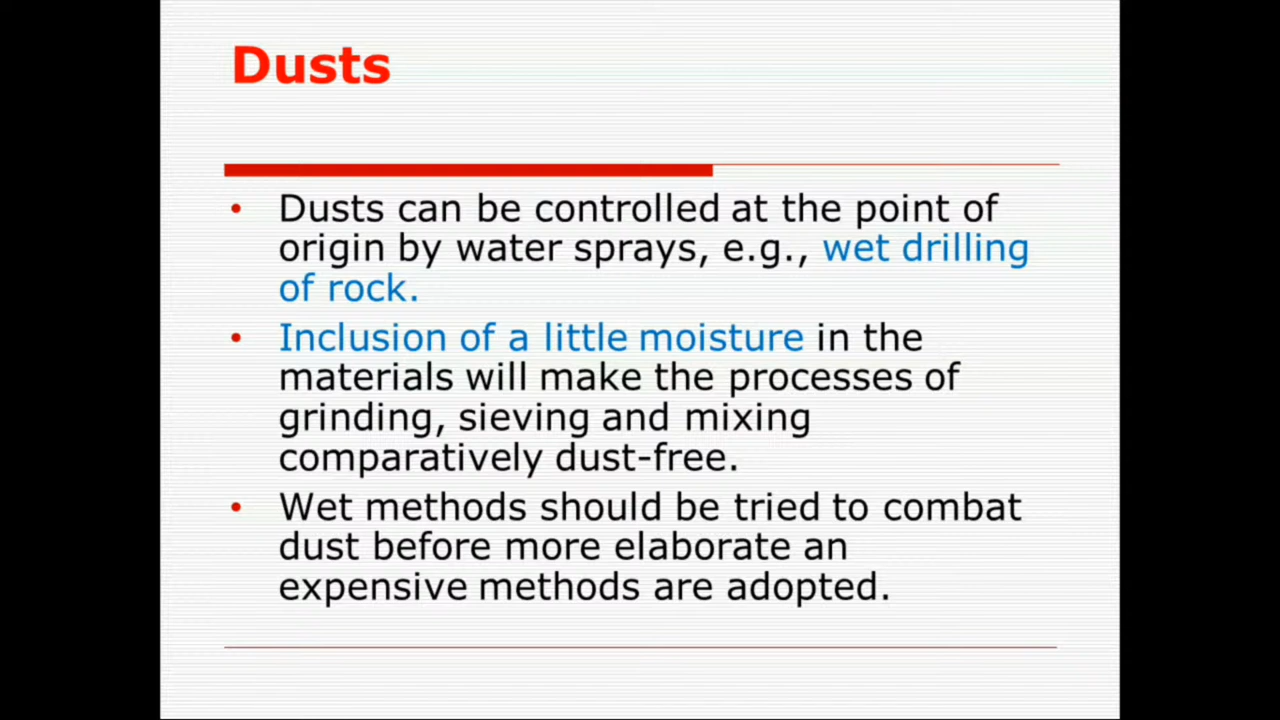 Dusts
• Dusts can be controlled at the point of
origin by water sprays, e.g., wet drilling
of rock.
• Inclusion of a little moisture in the
materials will make the processes of
grinding, sieving and mixing
comparatively dust-free.
• Wet methods should be tried to combat
dust before more elaborate an
expensive methods are adopted.